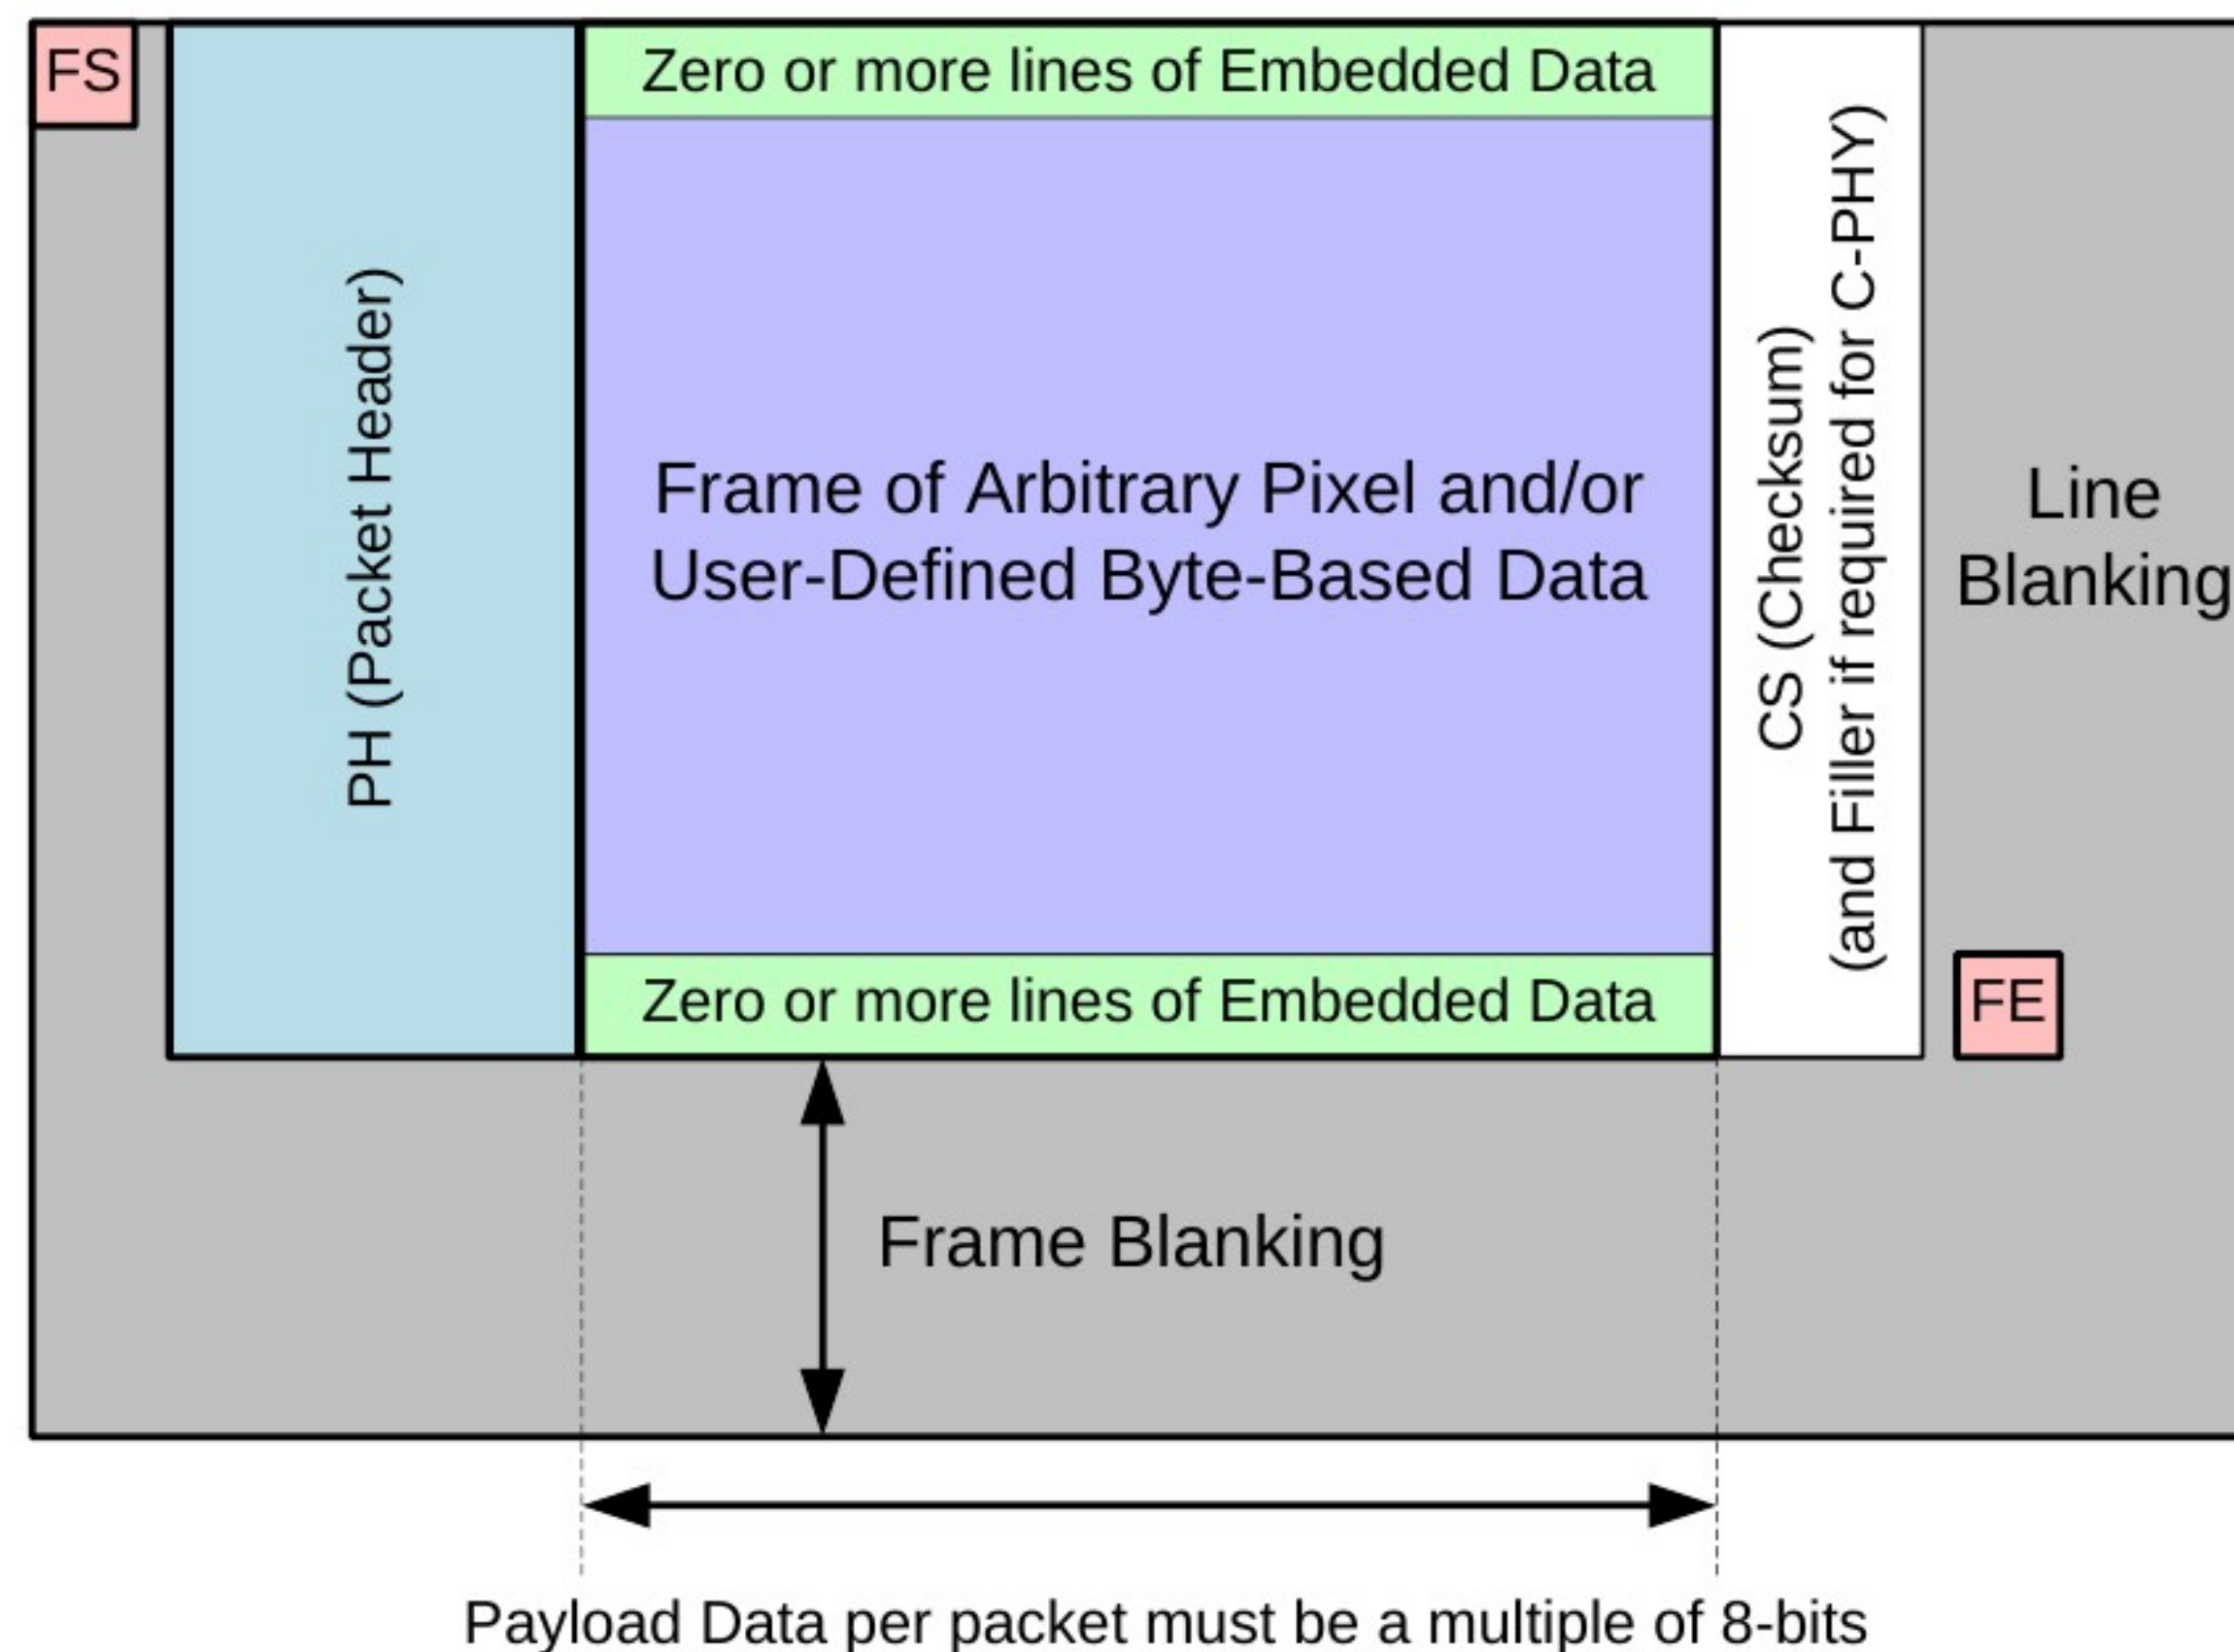 FS
Zero or more lines of Embedded Data
PH (Packet Header)
Frame of Arbitrary Pixel and/or
User-Defined Byte-Based Data
CS (Checksum)
(and Filler if required for C-PHY)
Line
Blanking
Zero or more lines of Embedded Data
FE
Frame Blanking
Payload Data per packet must be a multiple of 8-bits